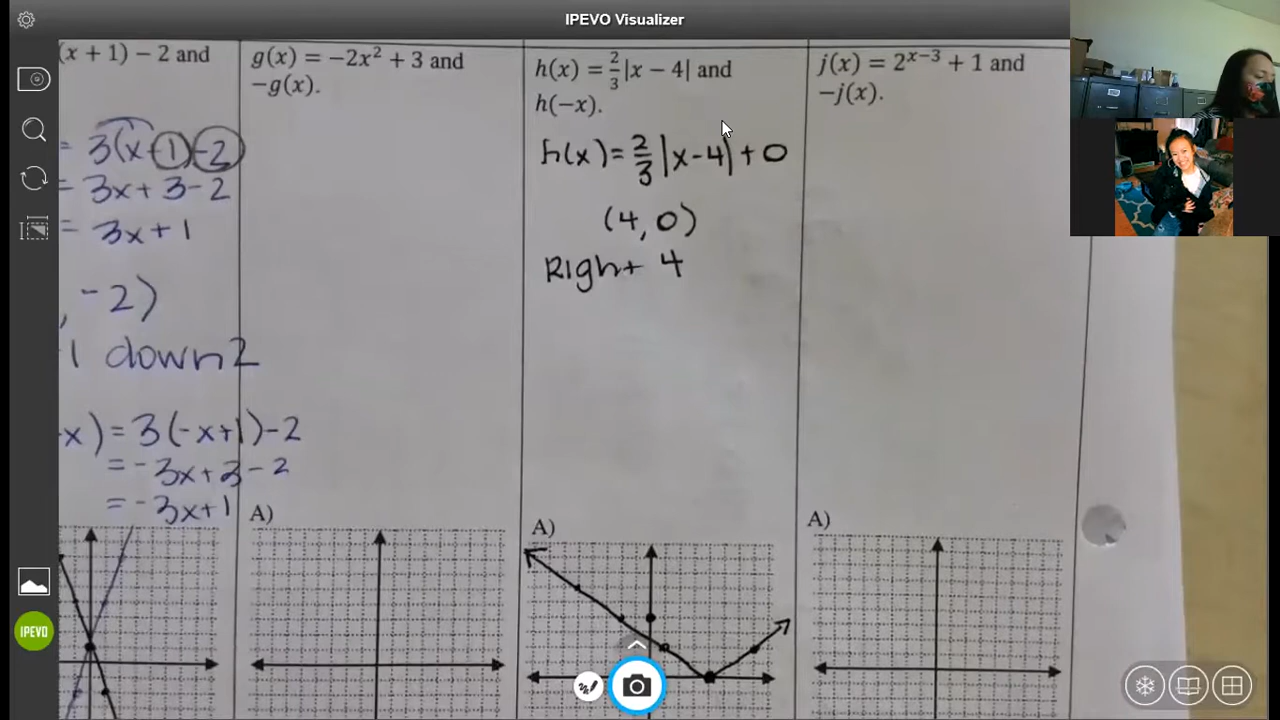 IPEVO Visualizer
(x + 1) − 2 and
= 3(x-1)-2
= 3x+3-2
= 3x+1
, -2)
1 down 2
x) = 3(-x+1)-2
= -3x+3-2
= -3x+1
g(x) = −2x² + 3 and
−g(x).
A)
h(x) = 2/3|x − 4| and
h(−x).
h(x)= 2/3|x-4|+0
(4, 0)
Right 4
A)
j(x) = 2^{x−3} + 1 and
−j(x).
A)
IPEVO